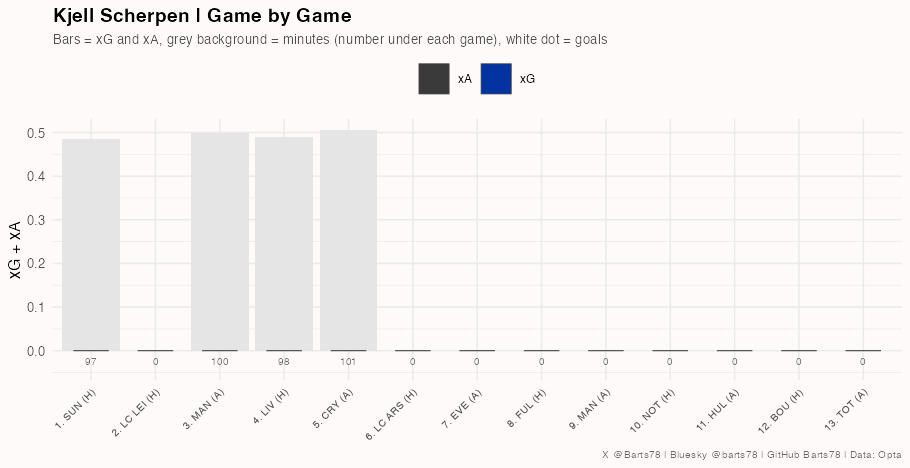 Kjell Scherpen | Game by Game
Bars = xG and xA, grey background = minutes (number under each game), white dot = goals
xA xG
xG + xA
0.5
0.4
0.3
0.2
0.1
0.0
97 0 100 98 101 0 0 0 0 0 0 0 0
1. SUN (H)
2. LC LEI (H)
3. MAN (A)
4. LIV (H)
5. CRY (A)
6. LC ARS (H)
7. EVE (A)
8. FUL (H)
9. MAN (A)
10. NOT (H)
11. HUL (A)
12. BOU (H)
13. TOT (A)
X @Barts78 | Bluesky @barts78 | GitHub Barts78 | Data: Opta